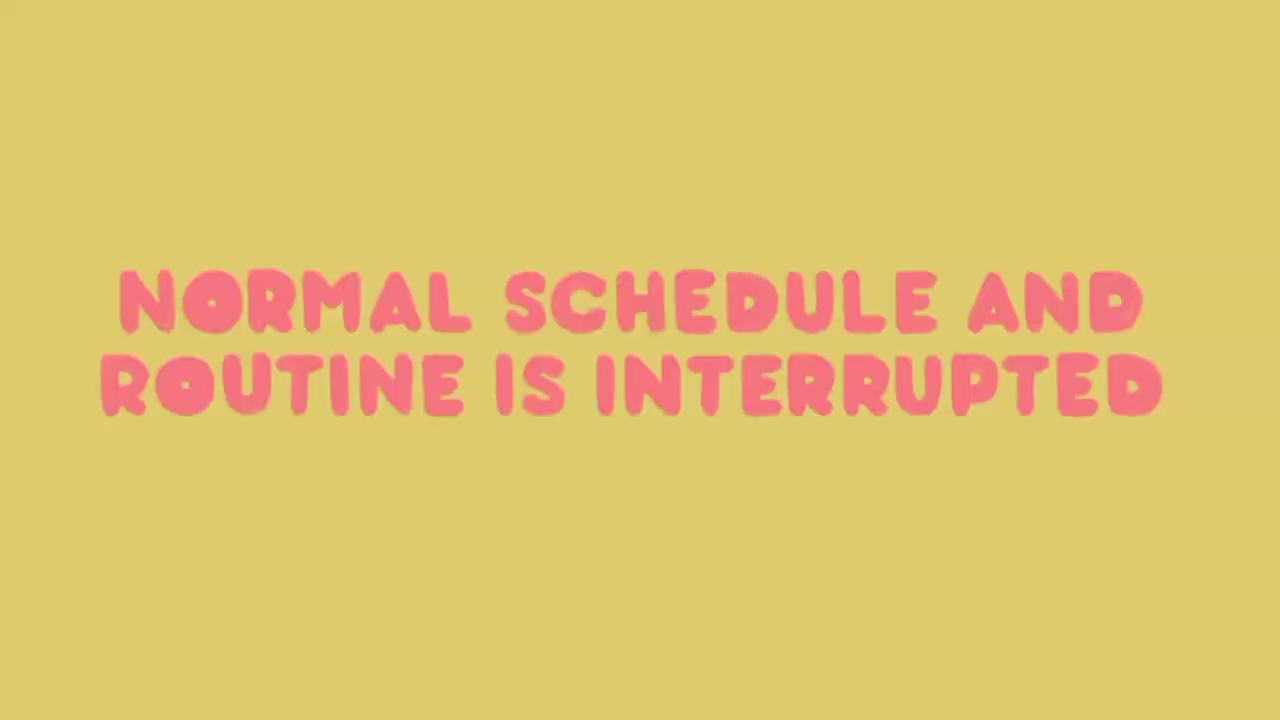 NORMAL SCHEDULE AND
ROUTINE IS INTERRUPTED